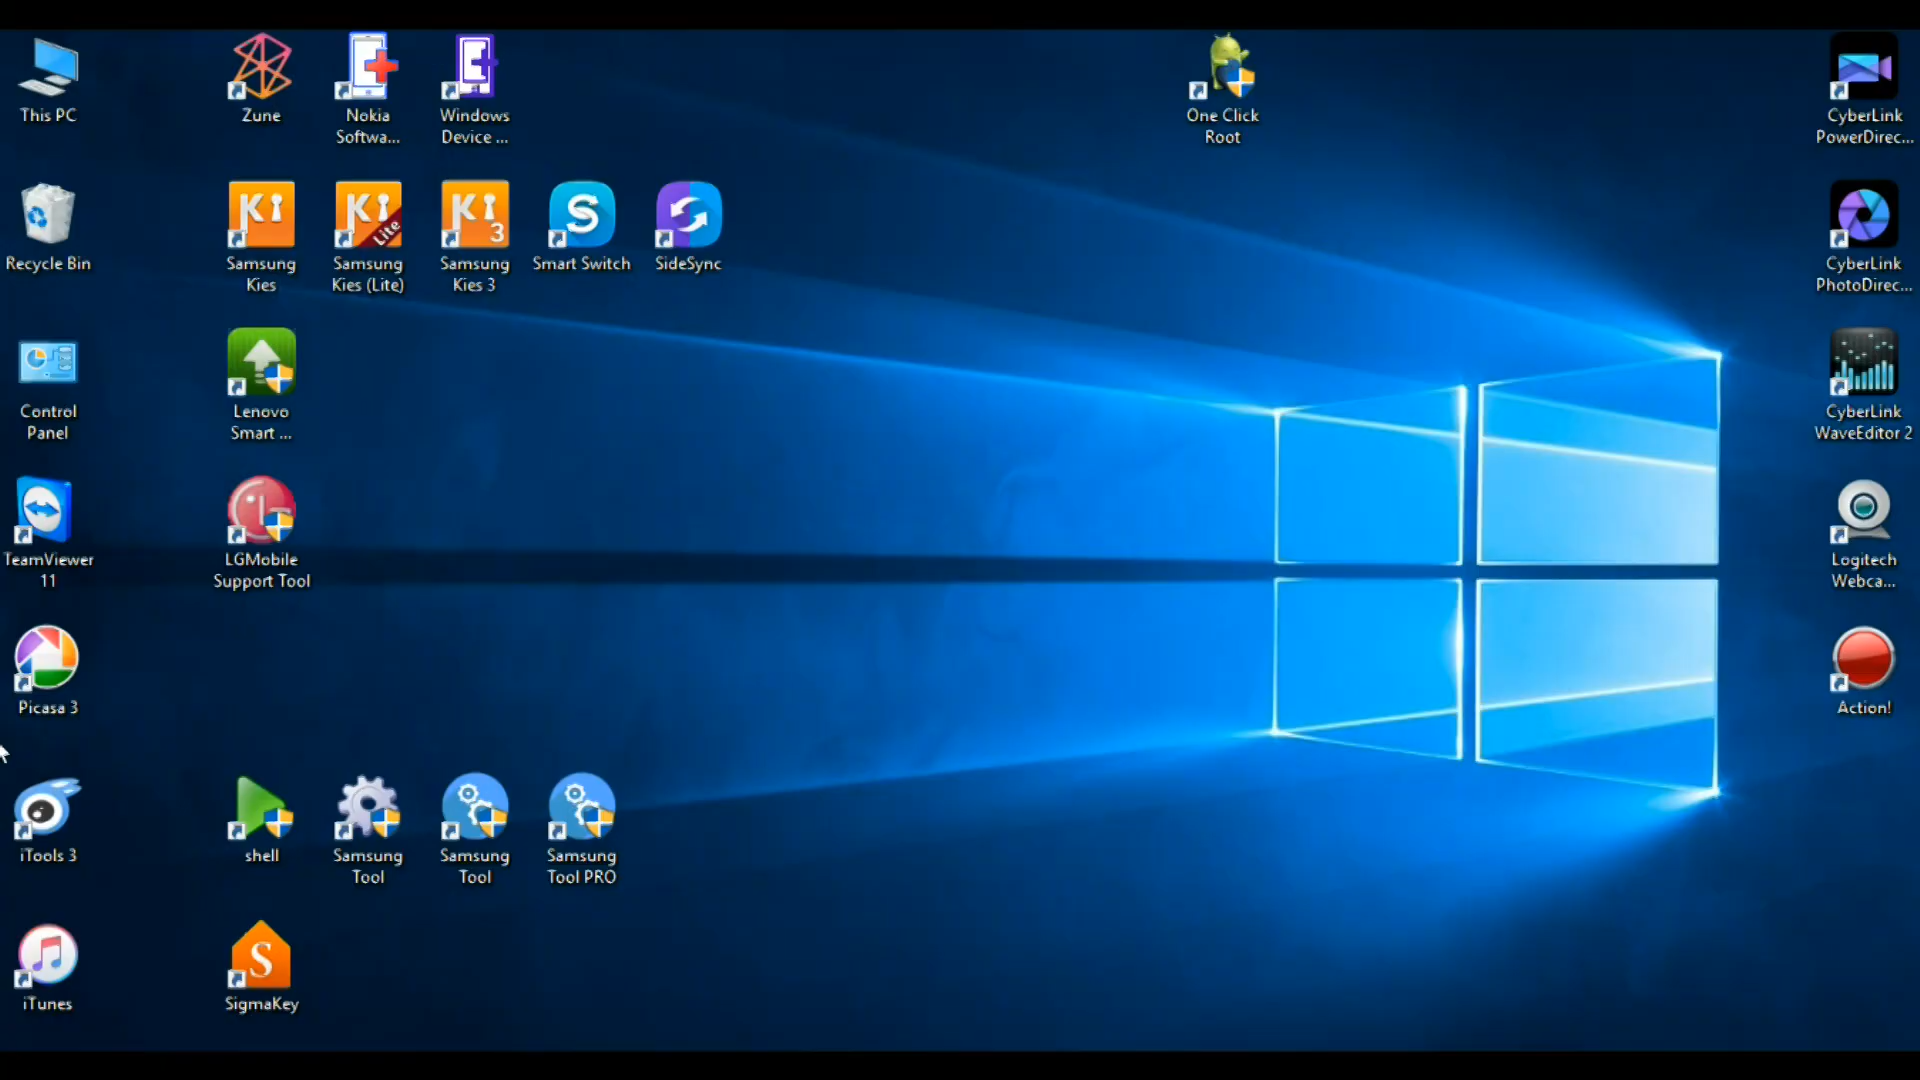 This PC
Zune
Nokia
Softwa...
Windows
Device ...
One Click
Root
CyberLink
PowerDirec...
Recycle Bin
Samsung
Kies
Samsung
Kies (Lite)
Samsung
Kies 3
Smart Switch
SideSync
CyberLink
PhotoDirec...
Control
Panel
Lenovo
Smart ...
CyberLink
WaveEditor 2
TeamViewer
11
LGMobile
Support Tool
Logitech
Webca...
Picasa 3
Action!
iTools 3
shell
Samsung
Tool
Samsung
Tool
Samsung
Tool PRO
iTunes
SigmaKey